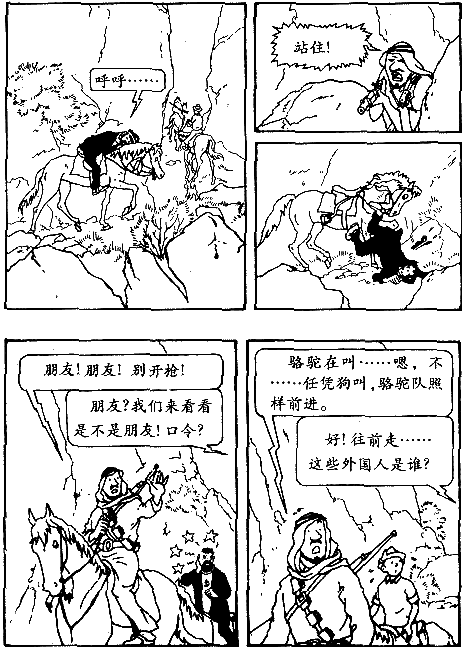 呼呼……
站住!
朋友!朋友! 别开枪!
朋友?我们来看看
是不是朋友!口令?
骆驼在叫……嗯,不
……任凭狗叫,骆驼队照
样前进。
好!往前走……
这些外国人是谁?